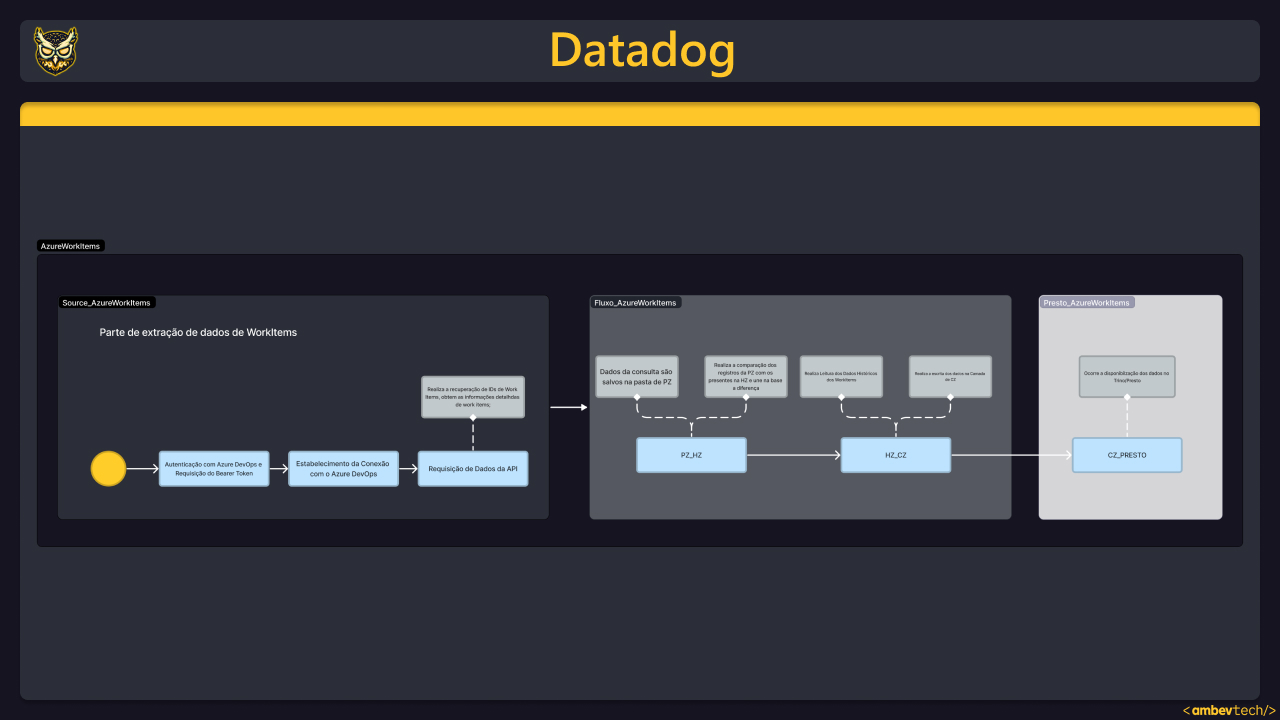 Datadog
AzureWorkItems
Source_AzureWorkItems
Parte de extração de dados de WorkItems
Realiza a recuperação de IDs de Work
Items, obtem as informações detalhdas
de work items;
Autenticação com Azure DevOps e
Requisição do Bearer Token
Estabelecimento da Conexão
com o Azure DevOps
Requisição de Dados da API
Fluxo_AzureWorkItems
Dados da consulta são
salvos na pasta de PZ
Realiza a comparação dos
registros da PZ com os
presentes na HZ e une na base
a diferença
Realiza Leitura dos Dados Históricos
dos WorkItems
Realiza a escrita dos dados na Camada
de CZ
PZ_HZ
HZ_CZ
Presto_AzureWorkItems
Ocorre a disponibilização dos dados no
Trino/Presto
CZ_PRESTO
<ambevtech/>